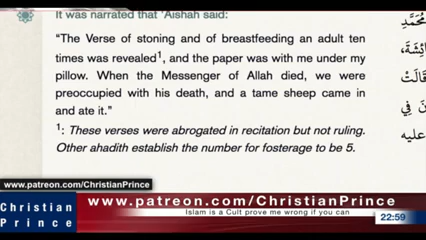 It was narrated that 'Aishah said:
"The Verse of stoning and of breastfeeding an adult ten
times was revealed¹, and the paper was with me under my
pillow. When the Messenger of Allah died, we were
preoccupied with his death, and a tame sheep came in
and ate it."
¹: These verses were abrogated in recitation but not ruling.
Other ahadith establish the number for fosterage to be 5.
مُحَمَّدِ
عَائِشَةَ،
قَالَتْ
فِي
عليه
www.patreon.com/ChristianPrince
Christian
Prince
www.patreon.com/ChristianPrince
Islam is a Cult prove me wrong if you can
22:59